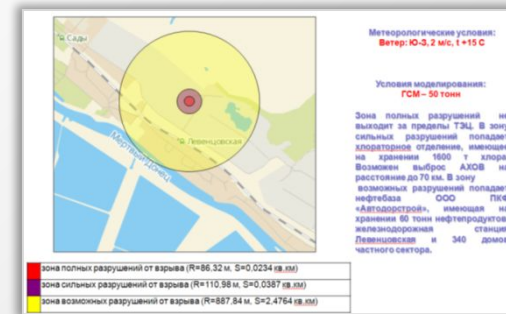 Сады
Левенцовская
Мертвый Донец
Метеорологические условия:
Ветер: Ю-З, 2 м/с, t +15 С
Условия моделирования:
ГСМ – 50 тонн
Зона полных разрушений не
выходит за пределы ТЭЦ. В зону
сильных разрушений попадает
хлораторное отделение, имеющее
на хранении 1600 т хлора.
Возможен выброс АХОВ на
расстояние до 70 км. В зону
возможных разрушений попадает
нефтебаза ООО ПКФ
«Автодорстрой», имеющая на
хранении 60 тонн нефтепродуктов,
железнодорожная станция
Левенцовская и 340 домов
частного сектора.
зона полных разрушений от взрыва (R=86,32 м, S=0,0234 кв.км)
зона сильных разрушений от взрыва (R=110,98 м, S=0,0387 кв.км)
зона возможных разрушений от взрыва (R=887,84 м, S=2,4764 кв.км)